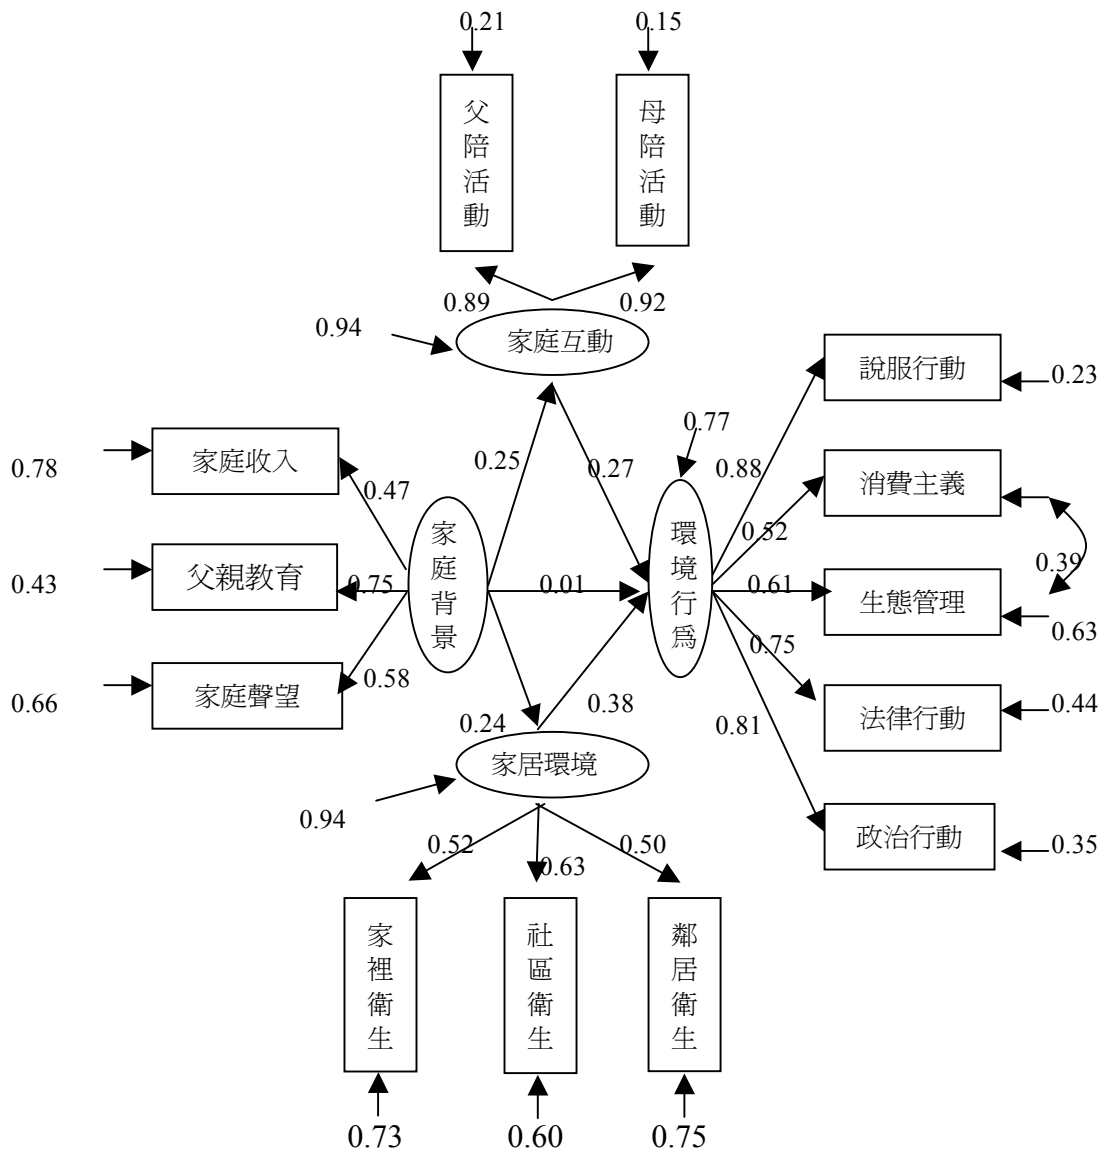 0.21
0.15
父陪活動
母陪活動
0.89
0.92
0.94
家庭互動
說服行動
0.23
0.77
0.78
家庭收入
0.47
0.25
0.27
0.88
消費主義
0.52
0.39
0.43
父親教育
0.75
家庭背景
0.01
環境行爲
0.61
生態管理
0.63
0.66
家庭聲望
0.58
0.24
0.38
0.75
0.81
法律行動
0.44
家居環境
0.94
0.52
0.63
0.50
政治行動
0.35
家裡衛生
社區衛生
鄰居衛生
0.73
0.60
0.75